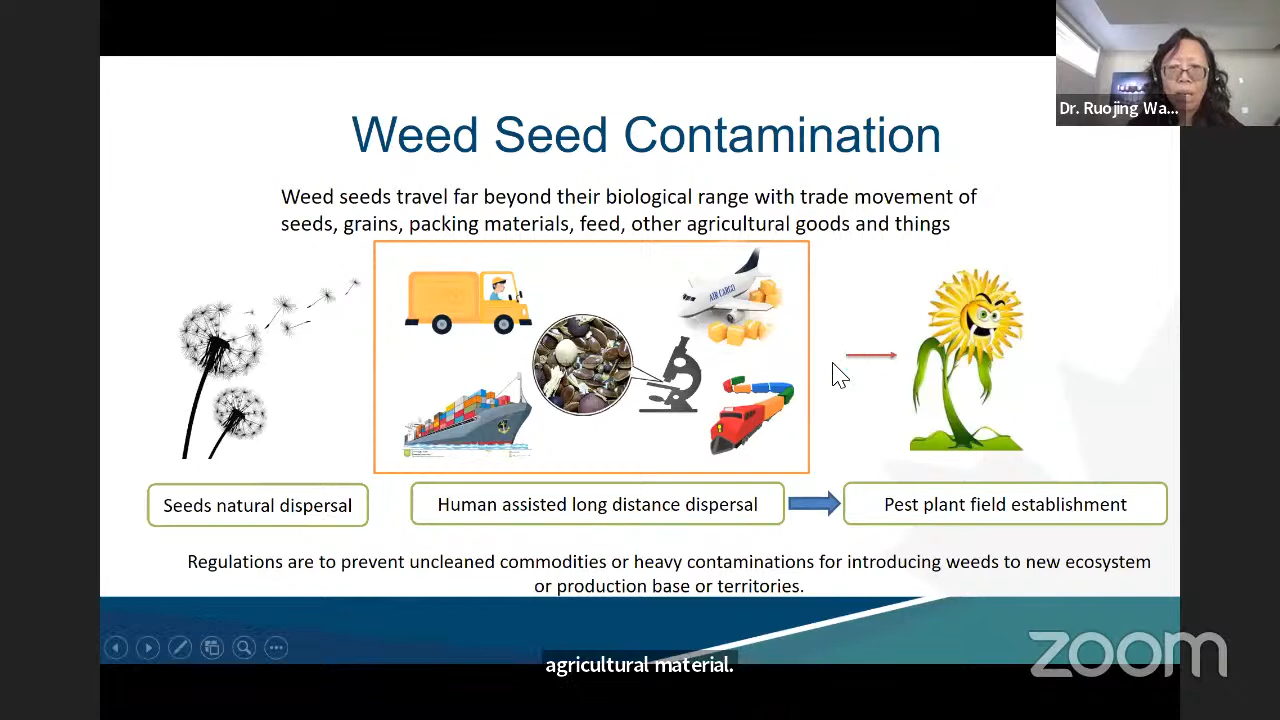 Dr. Ruojing Wa...
Weed Seed Contamination
Weed seeds travel far beyond their biological range with trade movement of
seeds, grains, packing materials, feed, other agricultural goods and things
AIR CARGO
Seeds natural dispersal
Human assisted long distance dispersal
Pest plant field establishment
Regulations are to prevent uncleaned commodities or heavy contaminations for introducing weeds to new ecosystem
or production base or territories.
zoom
agricultural material.